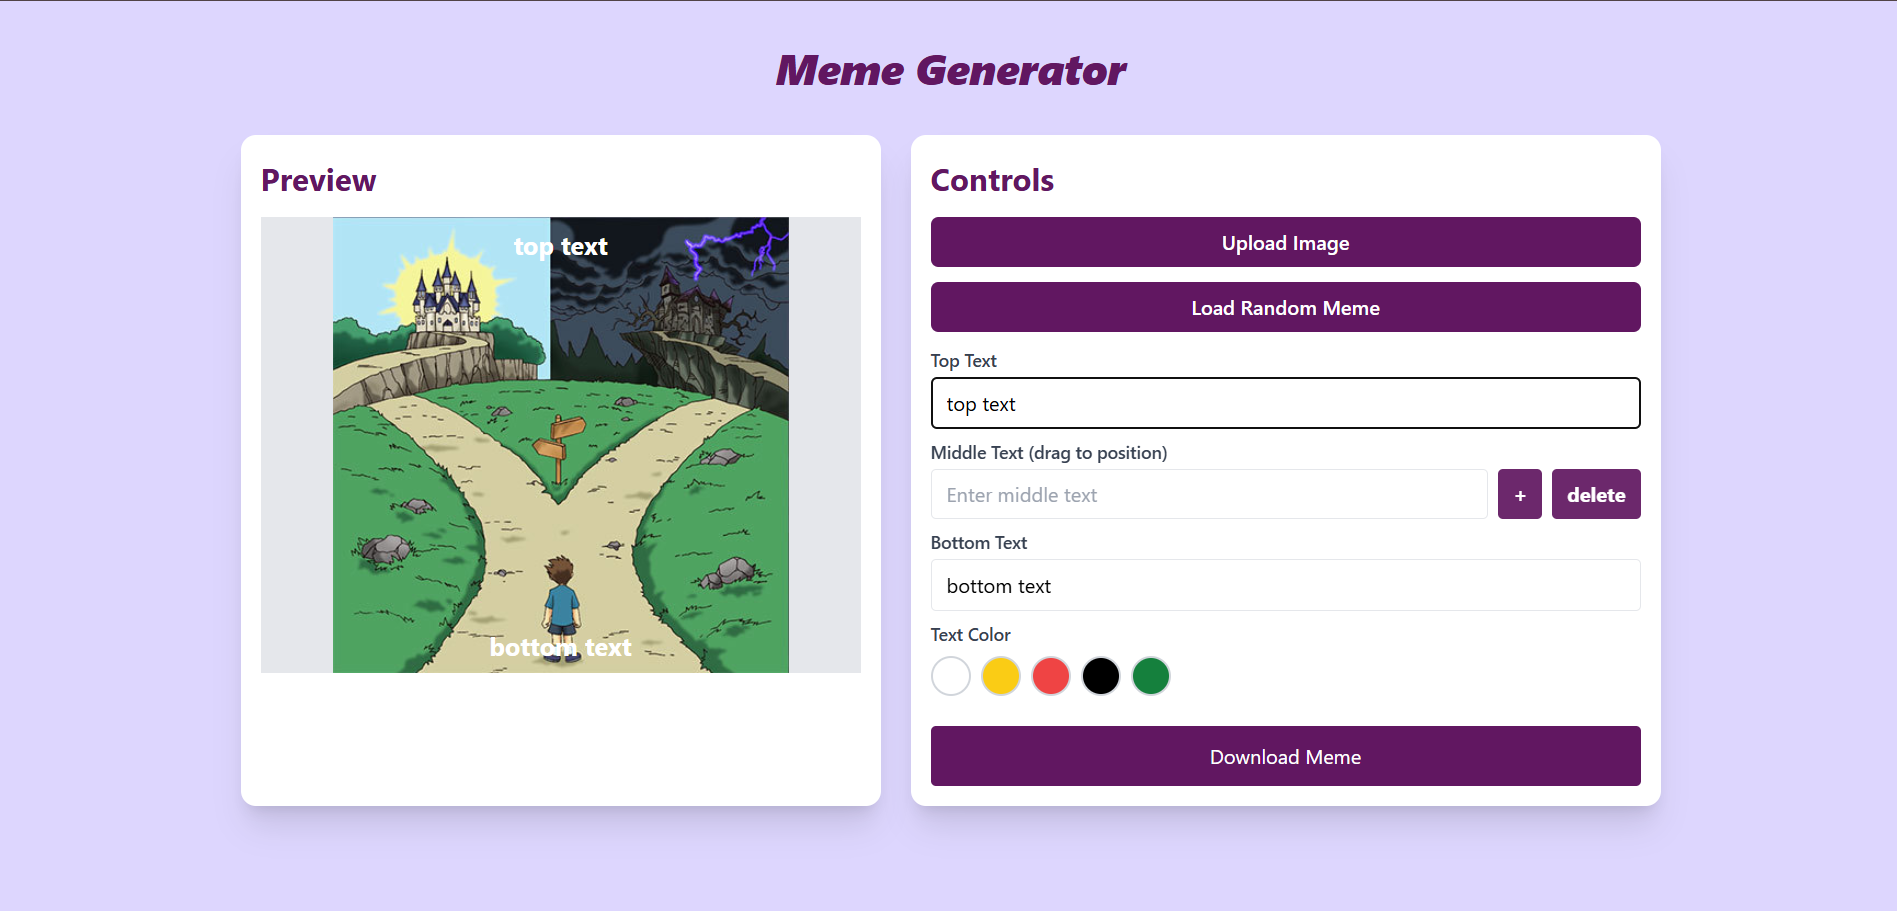 Meme Generator
Preview
top text
bottom text
Controls
Upload Image
Load Random Meme
Top Text
top text
Middle Text (drag to position)
Enter middle text
+
delete
Bottom Text
bottom text
Text Color
Download Meme